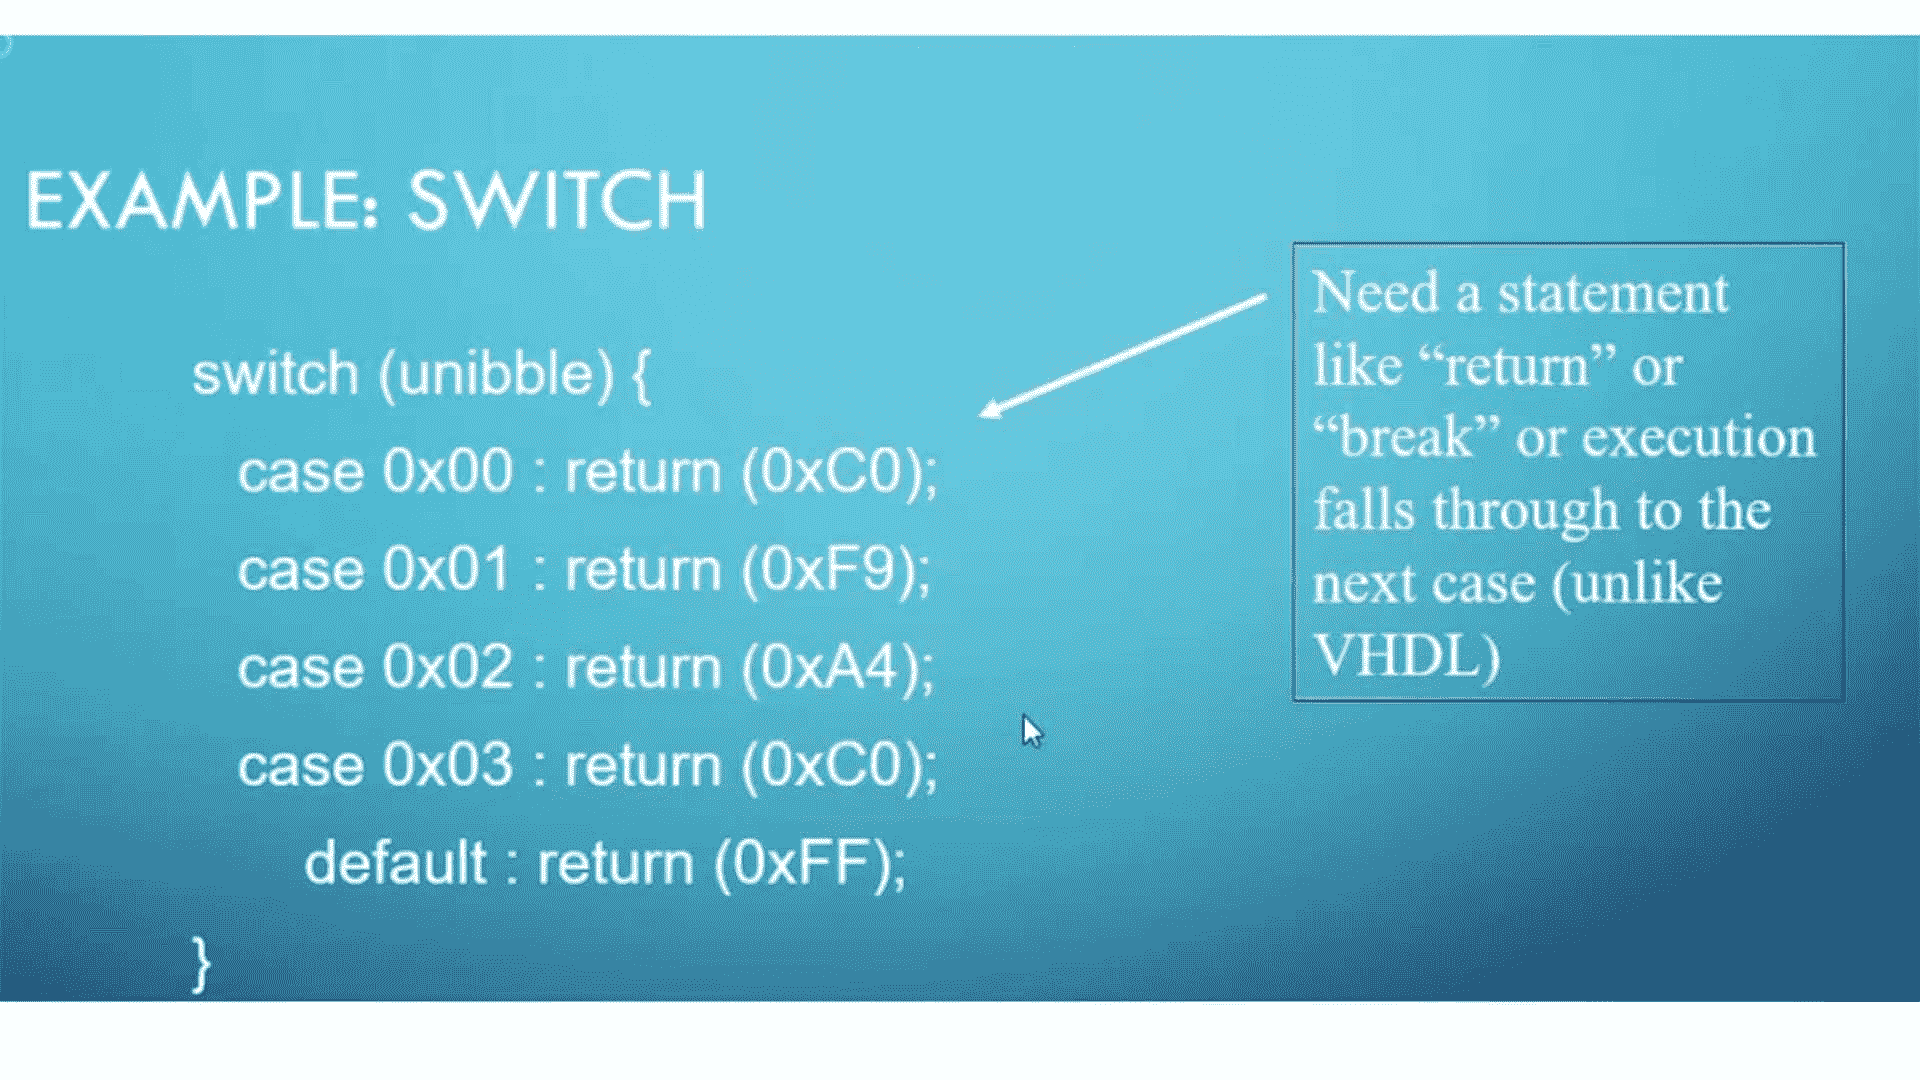 EXAMPLE: SWITCH
switch (unibble) {
case 0x00 : return (0xC0);
case 0x01 : return (0xF9);
case 0x02 : return (0xA4);
case 0x03 : return (0xC0);
default : return (0xFF);
}
Need a statement
like “return” or
“break” or execution
falls through to the
next case (unlike
VHDL)